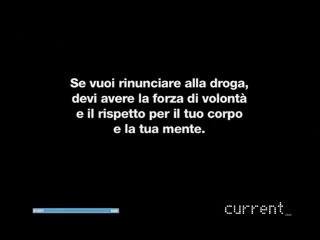 Se vuoi rinunciare alla droga,
devi avere la forza di volontà
e il rispetto per il tuo corpo
e la tua mente.
current_